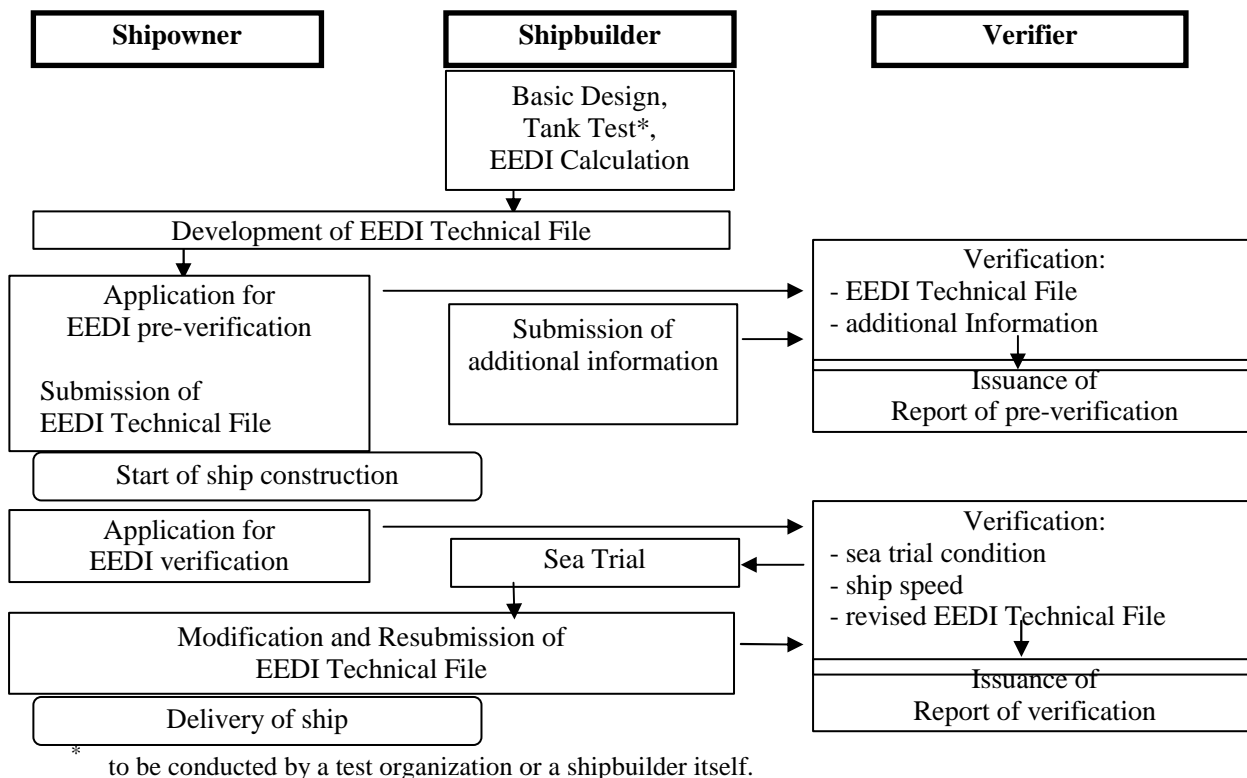 Shipowner
Shipbuilder
Verifier
Basic Design,
Tank Test*,
EEDI Calculation
Development of EEDI Technical File
Application for
EEDI pre-verification
Submission of
EEDI Technical File
Submission of
additional information
Verification:
- EEDI Technical File
- additional Information
Issuance of
Report of pre-verification
Start of ship construction
Application for
EEDI verification
Sea Trial
Verification:
- sea trial condition
- ship speed
- revised EEDI Technical File
Modification and Resubmission of
EEDI Technical File
Issuance of
Report of verification
Delivery of ship
* to be conducted by a test organization or a shipbuilder itself.